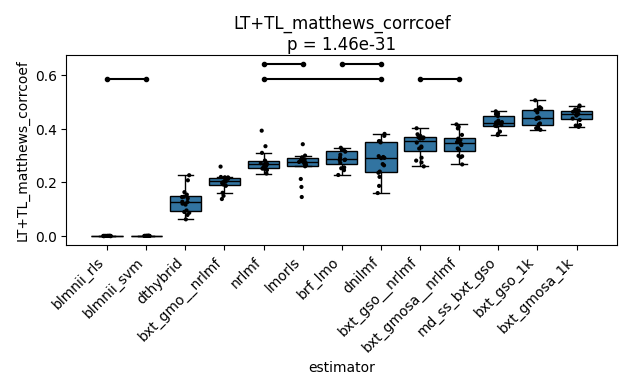 LT+TL_matthews_corrcoef
p = 1.46e-31
LT+TL_matthews_corrcoef
0.6
0.4
0.2
0.0
blmnii_rls
blmnii_svm
dthybrid
bxt_gmo__nrlmf
nrlmf
lmorls
brf_lmo
dnilmf
bxt_gso__nrlmf
bxt_gmosa__nrlmf
md_ss_bxt_gso
bxt_gso_1k
bxt_gmosa_1k
estimator